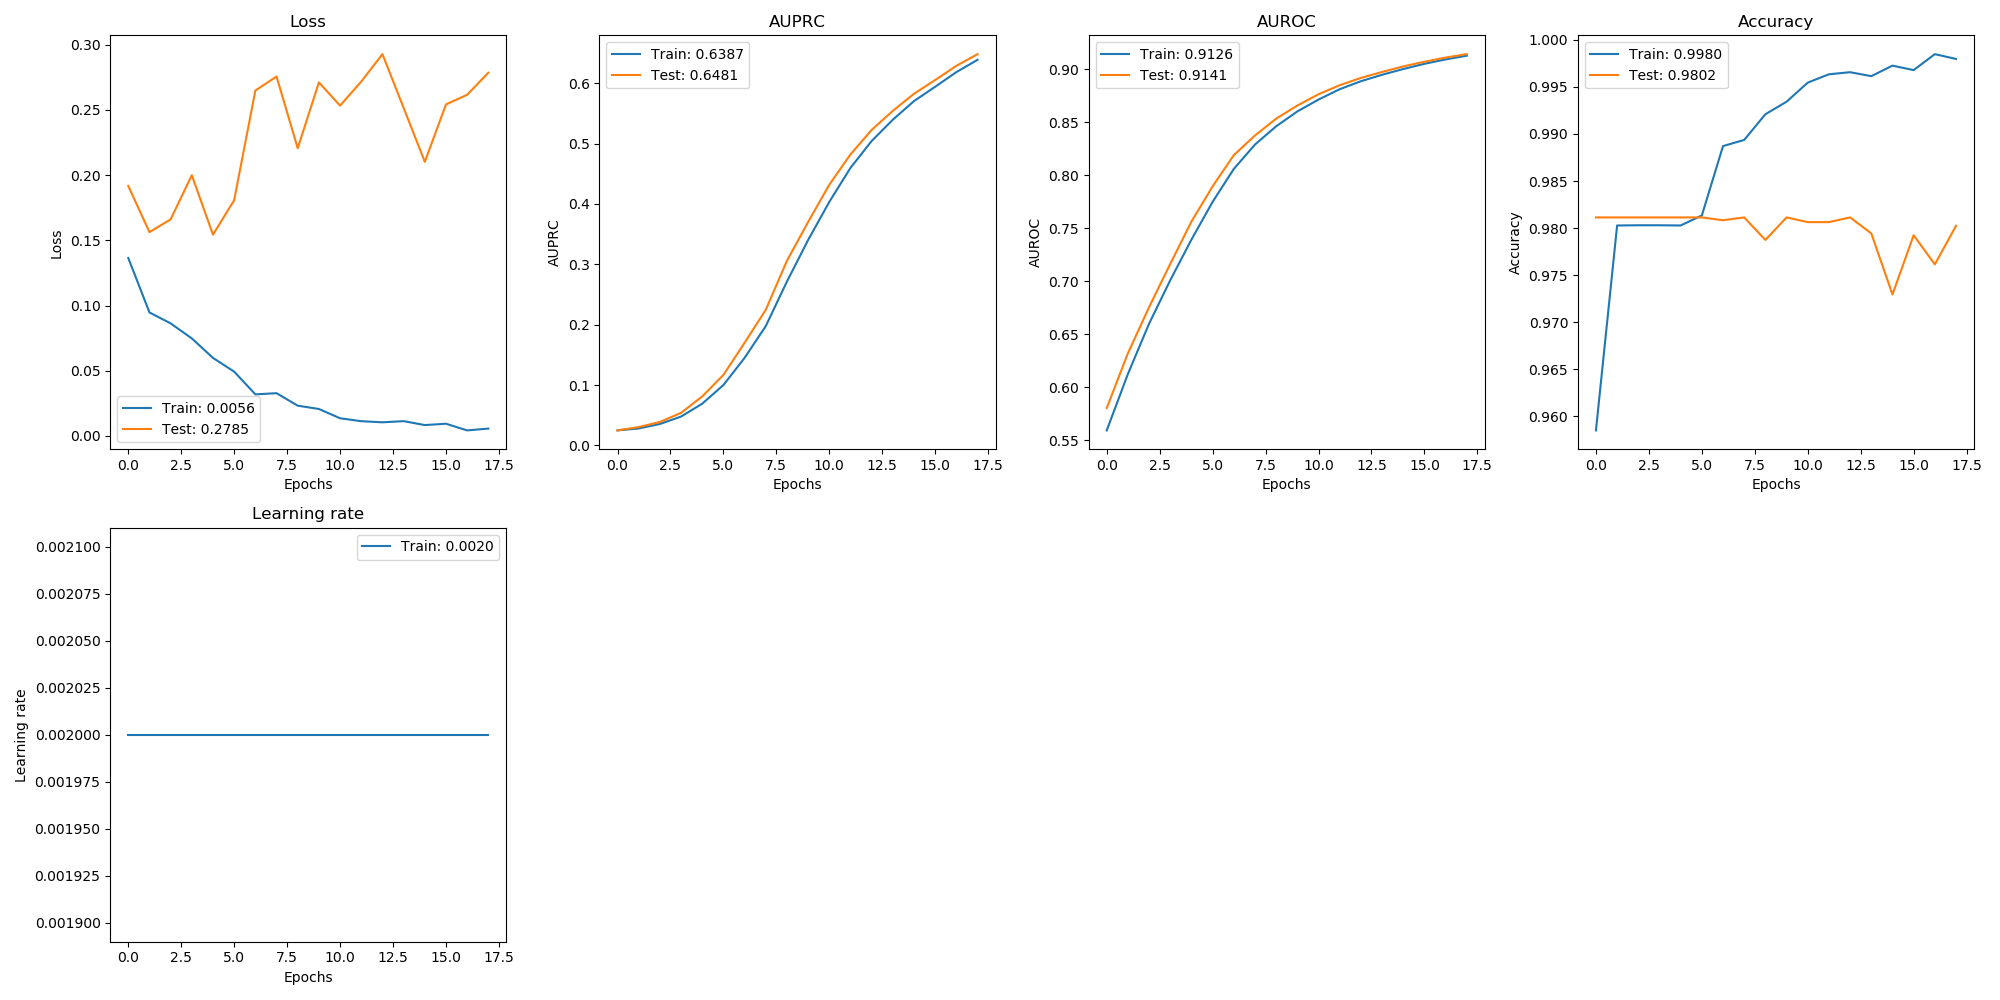 Loss
0.30
0.25
0.20
0.15
0.10
0.05
0.00
Loss
Train: 0.0056
Test: 0.2785
0.0 2.5 5.0 7.5 10.0 12.5 15.0 17.5
Epochs
AUPRC
Train: 0.6387
Test: 0.6481
0.6
0.5
0.4
0.3
0.2
0.1
0.0
AUPRC
0.0 2.5 5.0 7.5 10.0 12.5 15.0 17.5
Epochs
AUROC
Train: 0.9126
Test: 0.9141
0.90
0.85
0.80
0.75
0.70
0.65
0.60
0.55
AUROC
0.0 2.5 5.0 7.5 10.0 12.5 15.0 17.5
Epochs
Accuracy
Train: 0.9980
Test: 0.9802
1.000
0.995
0.990
0.985
0.980
0.975
0.970
0.965
0.960
Accuracy
0.0 2.5 5.0 7.5 10.0 12.5 15.0 17.5
Epochs
Learning rate
Train: 0.0020
0.002100
0.002075
0.002050
0.002025
0.002000
0.001975
0.001950
0.001925
0.001900
Learning rate
0.0 2.5 5.0 7.5 10.0 12.5 15.0 17.5
Epochs